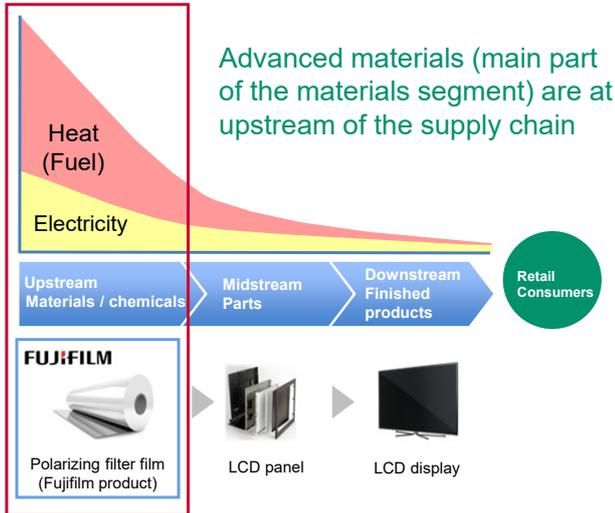 Advanced materials (main part
of the materials segment) are at
upstream of the supply chain
Heat
(Fuel)
Electricity
Upstream
Materials / chemicals
Midstream
Parts
Downstream
Finished
products
Retail
Consumers
FUJIFILM
Polarizing filter film
(Fujifilm product)
LCD panel
LCD display